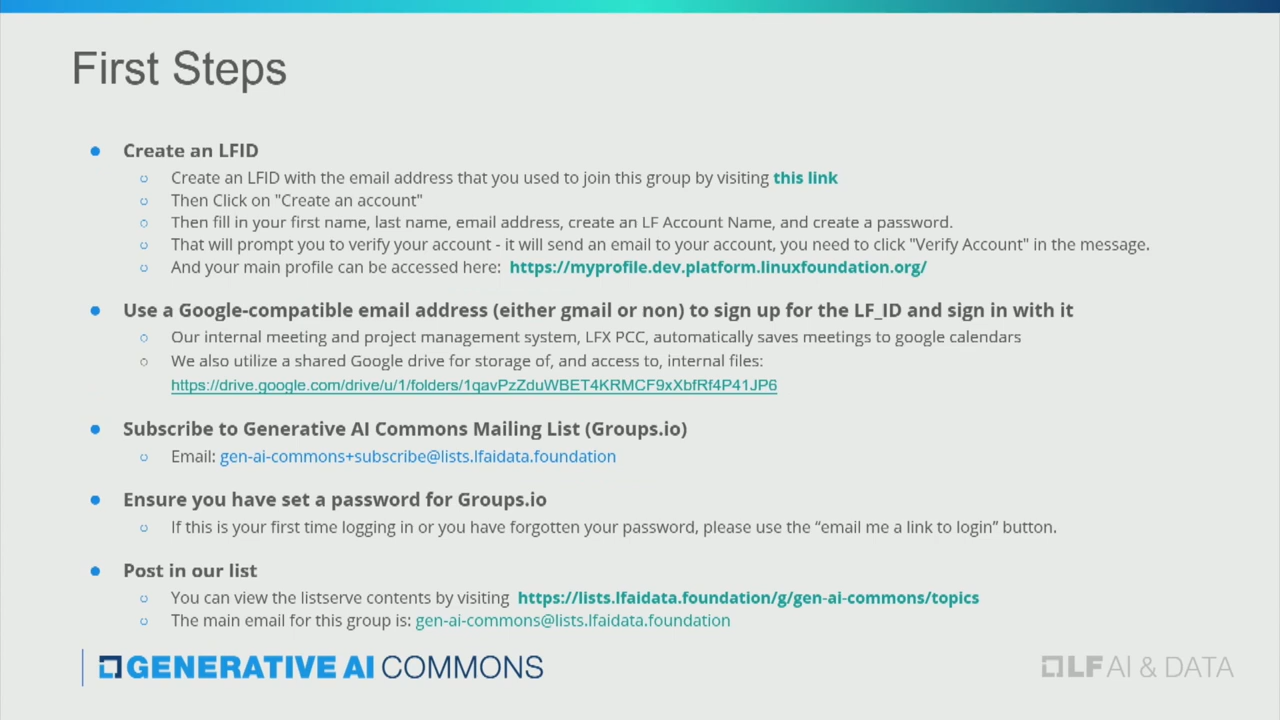 First Steps
Create an LFID
Create an LFID with the email address that you used to join this group by visiting this link
Then Click on "Create an account"
Then fill in your first name, last name, email address, create an LF Account Name, and create a password.
That will prompt you to verify your account - it will send an email to your account, you need to click "Verify Account" in the message.
And your main profile can be accessed here: https://myprofile.dev.platform.linuxfoundation.org/
Use a Google-compatible email address (either gmail or non) to sign up for the LF_ID and sign in with it
Our internal meeting and project management system, LFX PCC, automatically saves meetings to google calendars
We also utilize a shared Google drive for storage of, and access to, internal files:
https://drive.google.com/drive/u/1/folders/1qavPzZduWBET4KRMCF9xXbfRf4P41JP6
Subscribe to Generative AI Commons Mailing List (Groups.io)
Email: gen-ai-commons+subscribe@lists.lfaidata.foundation
Ensure you have set a password for Groups.io
If this is your first time logging in or you have forgotten your password, please use the “email me a link to login” button.
Post in our list
You can view the listserve contents by visiting https://lists.lfaidata.foundation/g/gen-ai-commons/topics
The main email for this group is: gen-ai-commons@lists.lfaidata.foundation
GENERATIVE AI COMMONS
LF AI & DATA